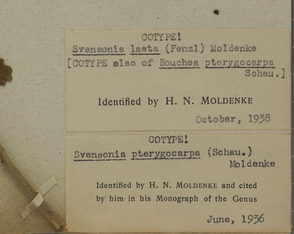 COTYPE!
Svensonia laeta (Fenzl) Moldenke
[COTYPE also of Bouchea pterygocarpa
Schau.]
Identified by H. N. MOLDENKE
October, 1938
COTYPE!
Svensonia pterygocarpa (Schau.)
Moldenke
Identified by H. N. MOLDENKE and cited
by him in his Monograph of the Genus
June, 1936